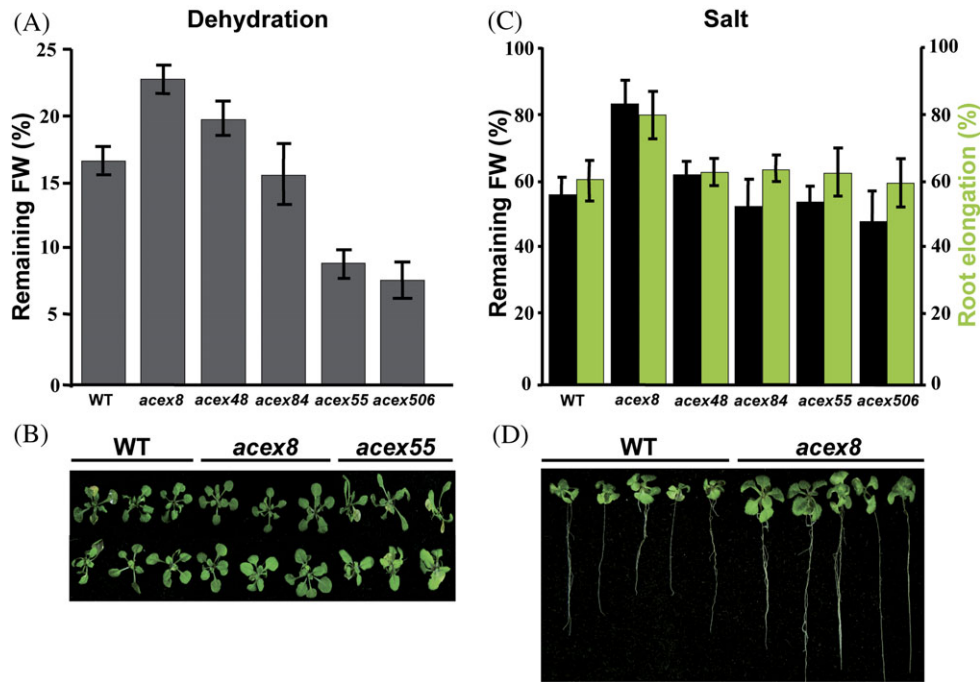 (A)
Dehydration
Remaining FW (%)
25
20
15
10
5
0
WT acex8 acex48 acex84 acex55 acex506
(B)
WT acex8 acex55
(C)
Salt
Remaining FW (%)
100
80
60
40
20
0
Root elongation (%)
100
80
60
40
20
0
WT acex8 acex48 acex84 acex55 acex506
(D)
WT acex8